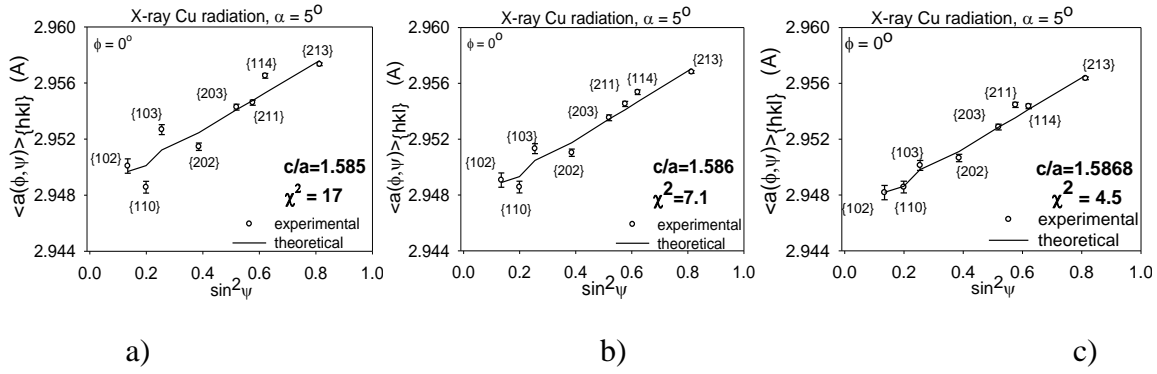 X-ray Cu radiation, α = 5°
2.960
ϕ = 0°
{213}
{114}
2.956
{203}
{103}
{211}
2.952
{202}
{102}
c/a=1.585
2.948
χ² = 17
{110}
experimental
theoretical
2.944
0.0 0.2 0.4 0.6 0.8 1.0
sin²ψ
<a(ϕ,ψ)>{hkl} (A)
a)
X-ray Cu radiation, α = 5°
2.960
ϕ = 0°
{213}
{211} {114}
2.956
{203}
{103}
2.952
{202}
{102}
c/a=1.586
2.948
χ²=7.1
{110}
experimental
theoretical
2.944
0.0 0.2 0.4 0.6 0.8 1.0
sin²ψ
<a(ϕ,ψ)>{hkl} (A)
b)
X-ray Cu radiation, α = 5°
2.960
ϕ = 0°
{213}
2.956
{211}
{203}
{114}
2.952
{103}
{202}
c/a=1.5868
2.948
χ² = 4.5
{102} {110}
experimental
theoretical
2.944
0.0 0.2 0.4 0.6 0.8 1.0
sin²ψ
<a(ϕ,ψ)>{hkl} (A)
c)